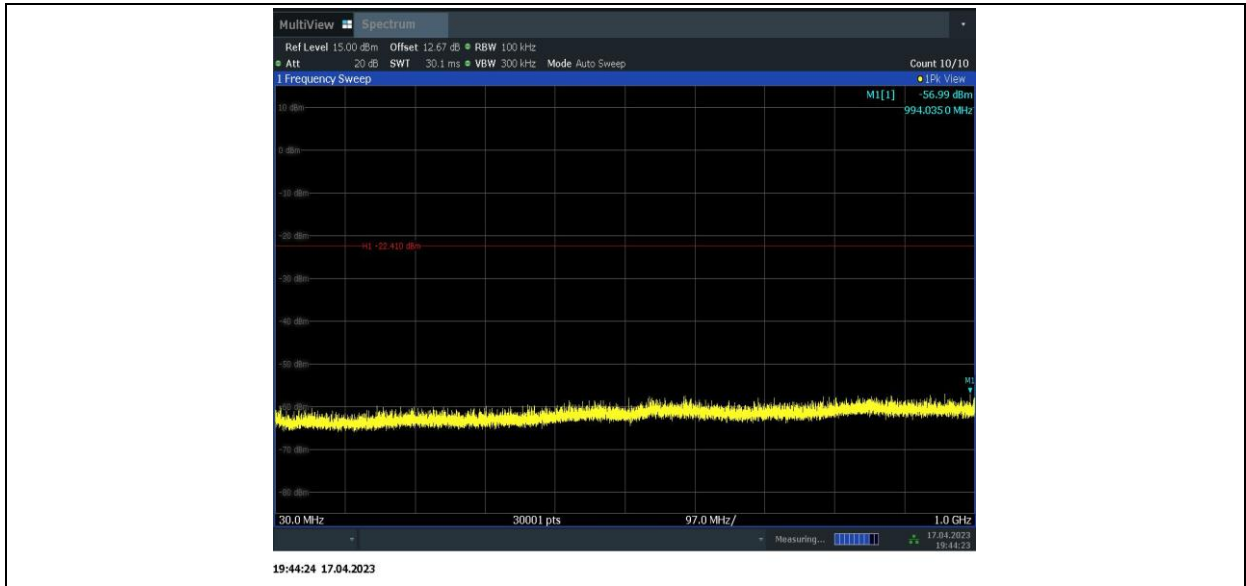 MultiView Spectrum
Ref Level 15.00 dBm Offset 12.67 dB RBW 100 kHz
Att 20 dB SWT 30.1 ms VBW 300 kHz Mode Auto Sweep Count 10/10
1 Frequency Sweep 1Pk View
M1[1] -56.99 dBm
994.0350 MHz
10 dBm
0 dBm
-10 dBm
-20 dBm
H1 -22.410 dBm
-30 dBm
-40 dBm
-50 dBm
M1
-60 dBm
-70 dBm
-80 dBm
30.0 MHz 30001 pts 97.0 MHz/ 1.0 GHz
Measuring... 17.04.2023
19:44:23
19:44:24 17.04.2023